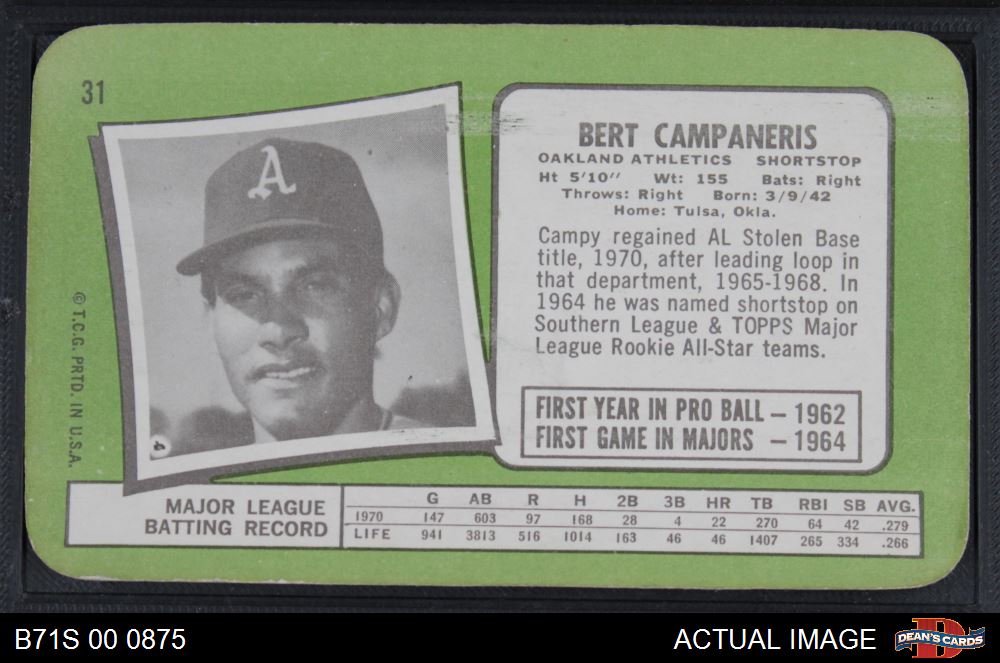 31
A
© T.C.G. PRTD. IN U.S.A.
BERT CAMPANERIS
OAKLAND ATHLETICS SHORTSTOP
Ht 5'10" Wt: 155 Bats: Right
Throws: Right Born: 3/9/42
Home: Tulsa, Okla.
Campy regained AL Stolen Base
title, 1970, after leading loop in
that department, 1965-1968. In
1964 he was named shortstop on
Southern League & TOPPS Major
League Rookie All-Star teams.
FIRST YEAR IN PRO BALL – 1962
FIRST GAME IN MAJORS – 1964
MAJOR LEAGUE
BATTING RECORD
G AB R H 2B 3B HR TB RBI SB AVG.
1970 147 603 97 168 28 4 22 270 64 42 .279
LIFE 941 3813 516 1014 163 46 46 1407 265 334 .266
B71S 00 0875
ACTUAL IMAGE
D
DEAN'S CARDS